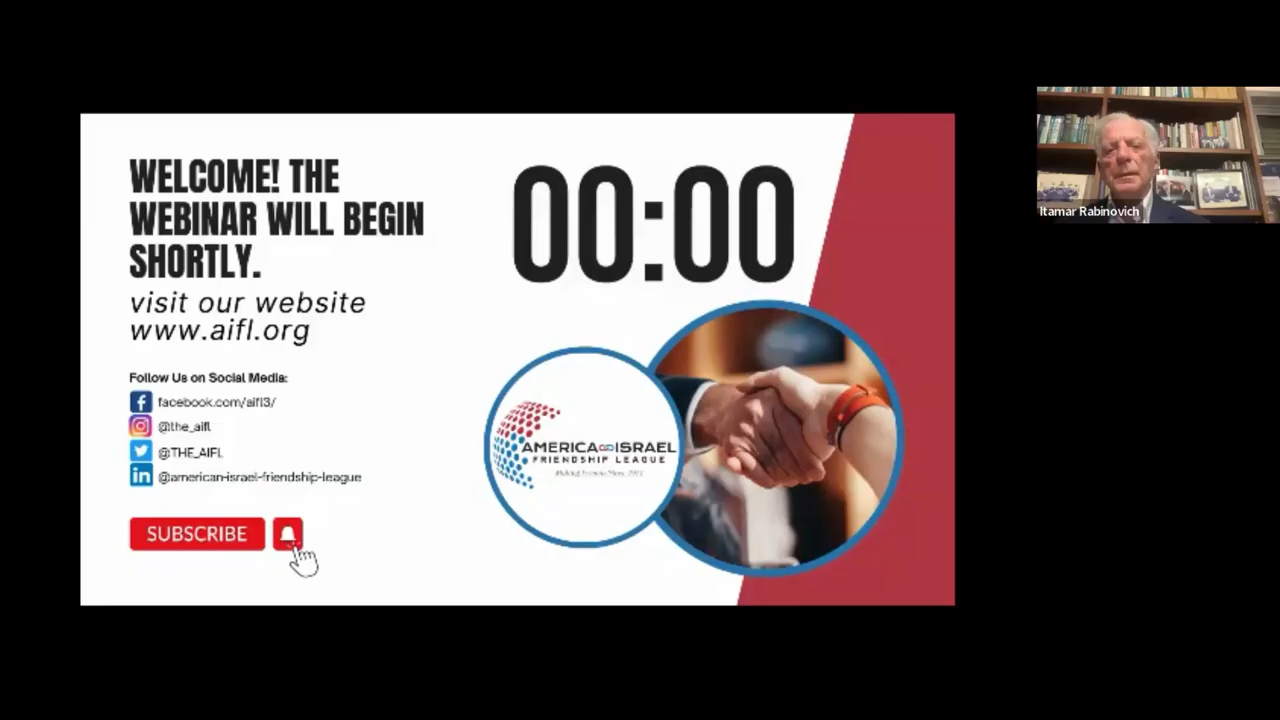 WELCOME! THE
WEBINAR WILL BEGIN
SHORTLY.
visit our website
www.aifl.org
Follow Us on Social Media:
facebook.com/aifl3/
@the_aifl
@THE_AIFL
@american-israel-friendship-league
SUBSCRIBE
00:00
AMERICA ISRAEL
FRIENDSHIP LEAGUE
Itamar Rabinovich